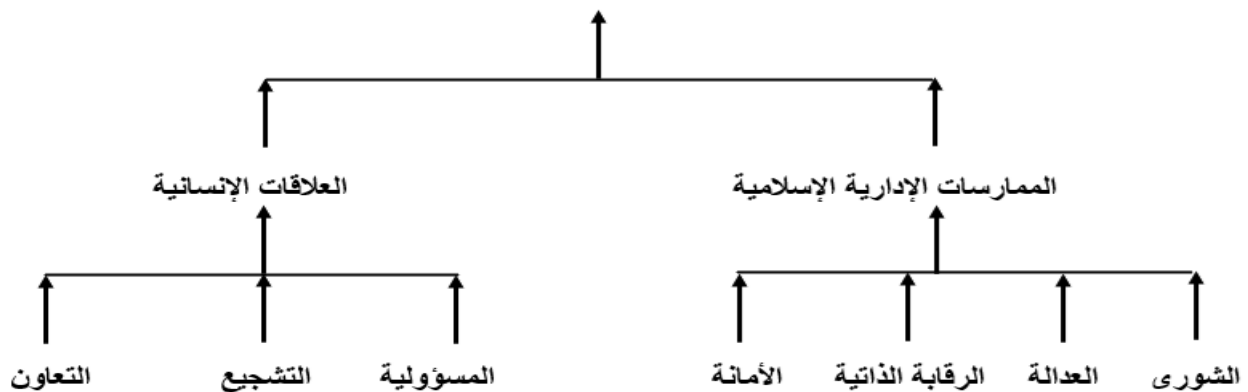 الممارسات الإدارية الإسلامية العلاقات الإنسانية
الشورى العدالة الرقابة الذاتية الأمانة المسؤولية التشجيع التعاون